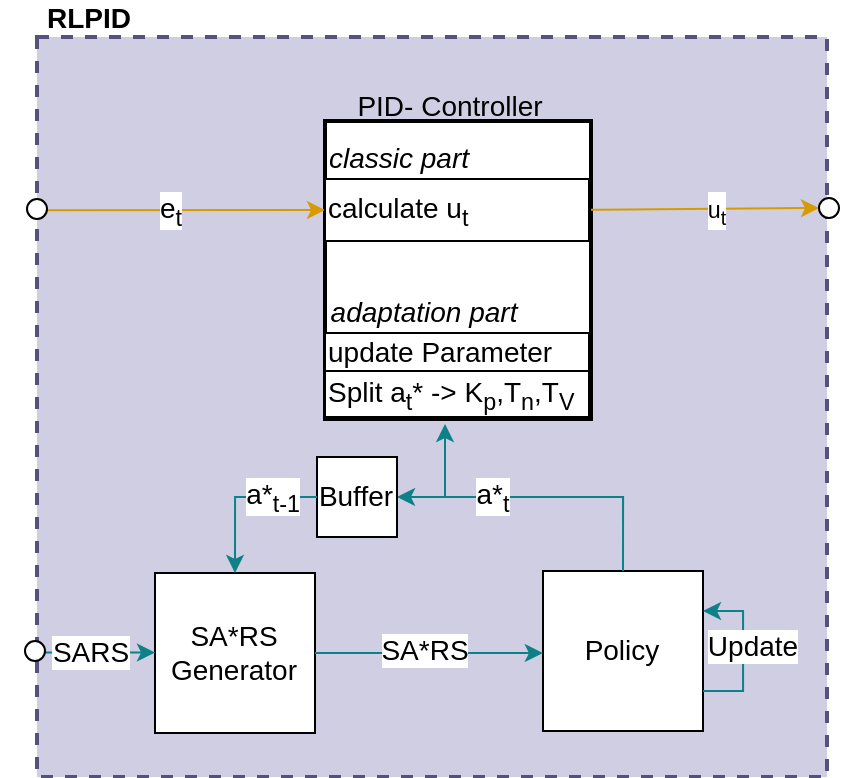 RLPID
PID- Controller
classic part
e_t
calculate u_t
u_t
adaptation part
update Parameter
Split a_t* -> K_p,T_n,T_V
a*_t-1
Buffer
a*_t
SARS
SA*RS
Generator
SA*RS
Policy
Update